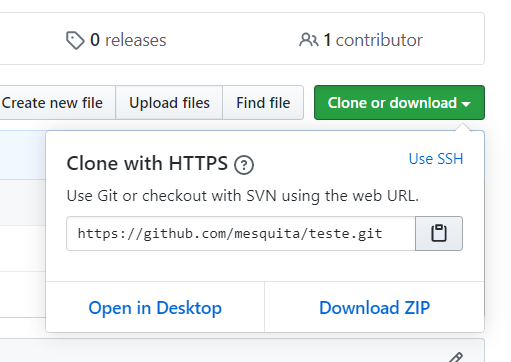 0 releases
1 contributor
Create new file
Upload files
Find file
Clone or download
Clone with HTTPS ?
Use SSH
Use Git or checkout with SVN using the web URL.
https://github.com/mesquita/teste.git
Open in Desktop
Download ZIP